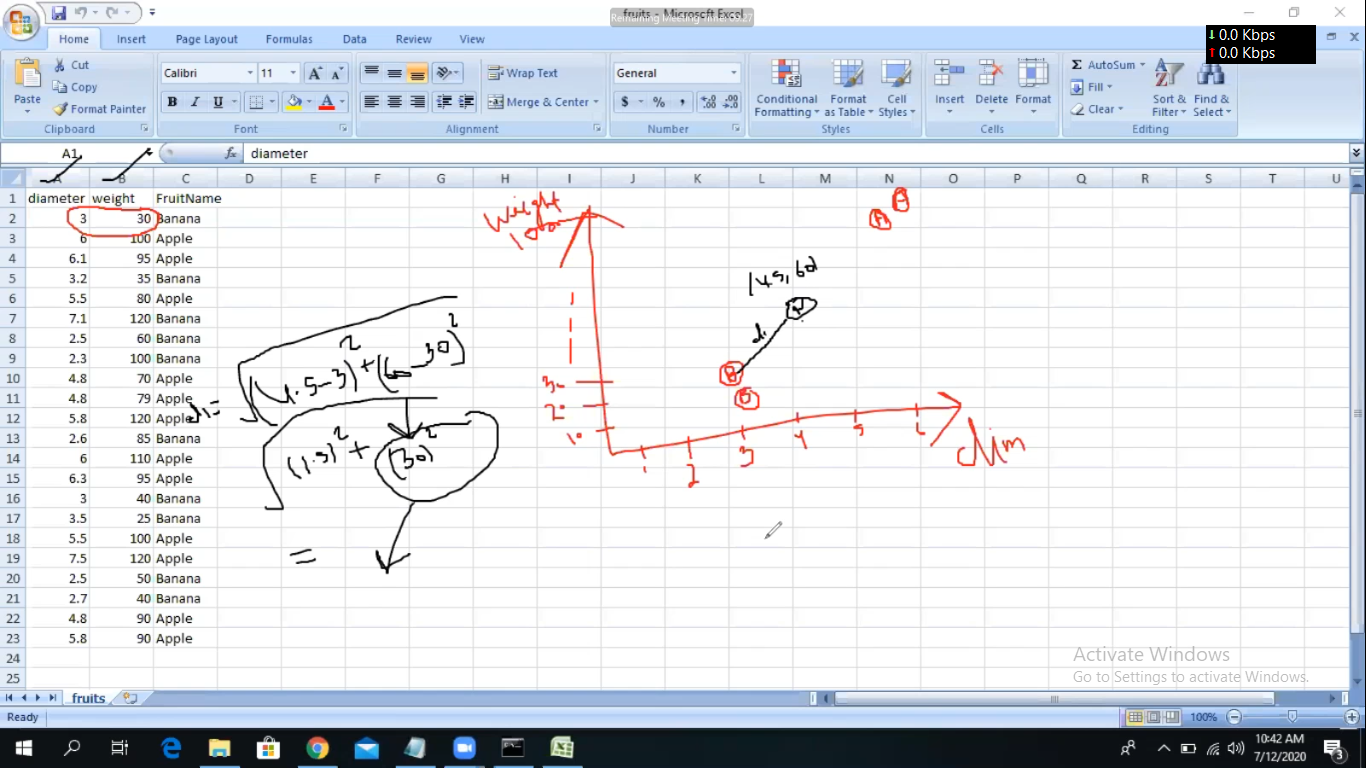 fruits - Microsoft Excel
0.0 Kbps
0.0 Kbps
Home Insert Page Layout Formulas Data Review View
Paste
Cut
Copy
Format Painter
Clipboard
Calibri 11
B I U
Font
Wrap Text
Merge & Center
Alignment
General
$ % ,
Number
Conditional Formatting
Format as Table
Cell Styles
Styles
Insert Delete Format
Cells
AutoSum
Fill
Clear
Sort & Filter
Find & Select
Editing
A1 fx diameter
A B C D E F G H I J K L M N O P Q R S T U
1 diameter weight FruitName
2 3 30 Banana
3 6 100 Apple
4 6.1 95 Apple
5 3.2 35 Banana
6 5.5 80 Apple
7 7.1 120 Banana
8 2.5 60 Banana
9 2.3 100 Banana
10 4.8 70 Apple
11 4.8 79 Apple
12 5.8 120 Apple
13 2.6 85 Banana
14 6 110 Apple
15 6.3 95 Apple
16 3 40 Banana
17 3.5 25 Banana
18 5.5 100 Apple
19 7.5 120 Apple
20 2.5 50 Banana
21 2.7 40 Banana
22 4.8 90 Apple
23 5.8 90 Apple
24
25
Weight
A
A
B
B
30
20
10
1 2 3 4 5
dim
d1 = √(4.5-3)² + (60-30)²
(1.5)² + (30)²
=
Activate Windows
Go to Settings to activate Windows.
fruits
Ready
100%
10:42 AM
7/12/2020
3